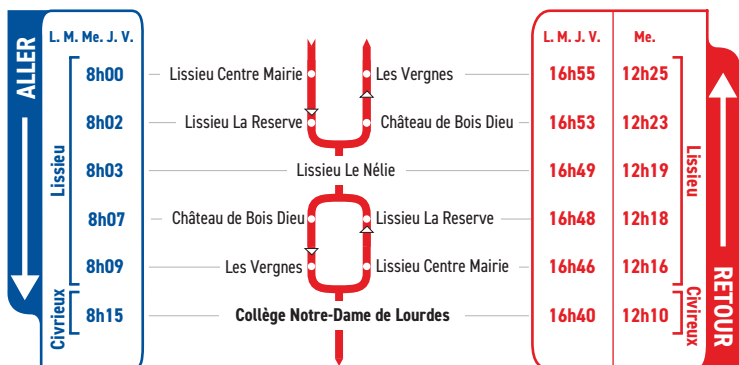 ALLER
L. M. Me. J. V.
L. M. J. V.
Me.
8h00
Lissieu Centre Mairie
Les Vergnes
16h55
12h25
8h02
Lissieu La Reserve
Château de Bois Dieu
16h53
12h23
Lissieu
8h03
Lissieu Le Nélie
16h49
12h19
Lissieu
8h07
Château de Bois Dieu
Lissieu La Reserve
16h48
12h18
8h09
Les Vergnes
Lissieu Centre Mairie
16h46
12h16
Civrieux
8h15
Collège Notre-Dame de Lourdes
16h40
12h10
Civireux
RETOUR